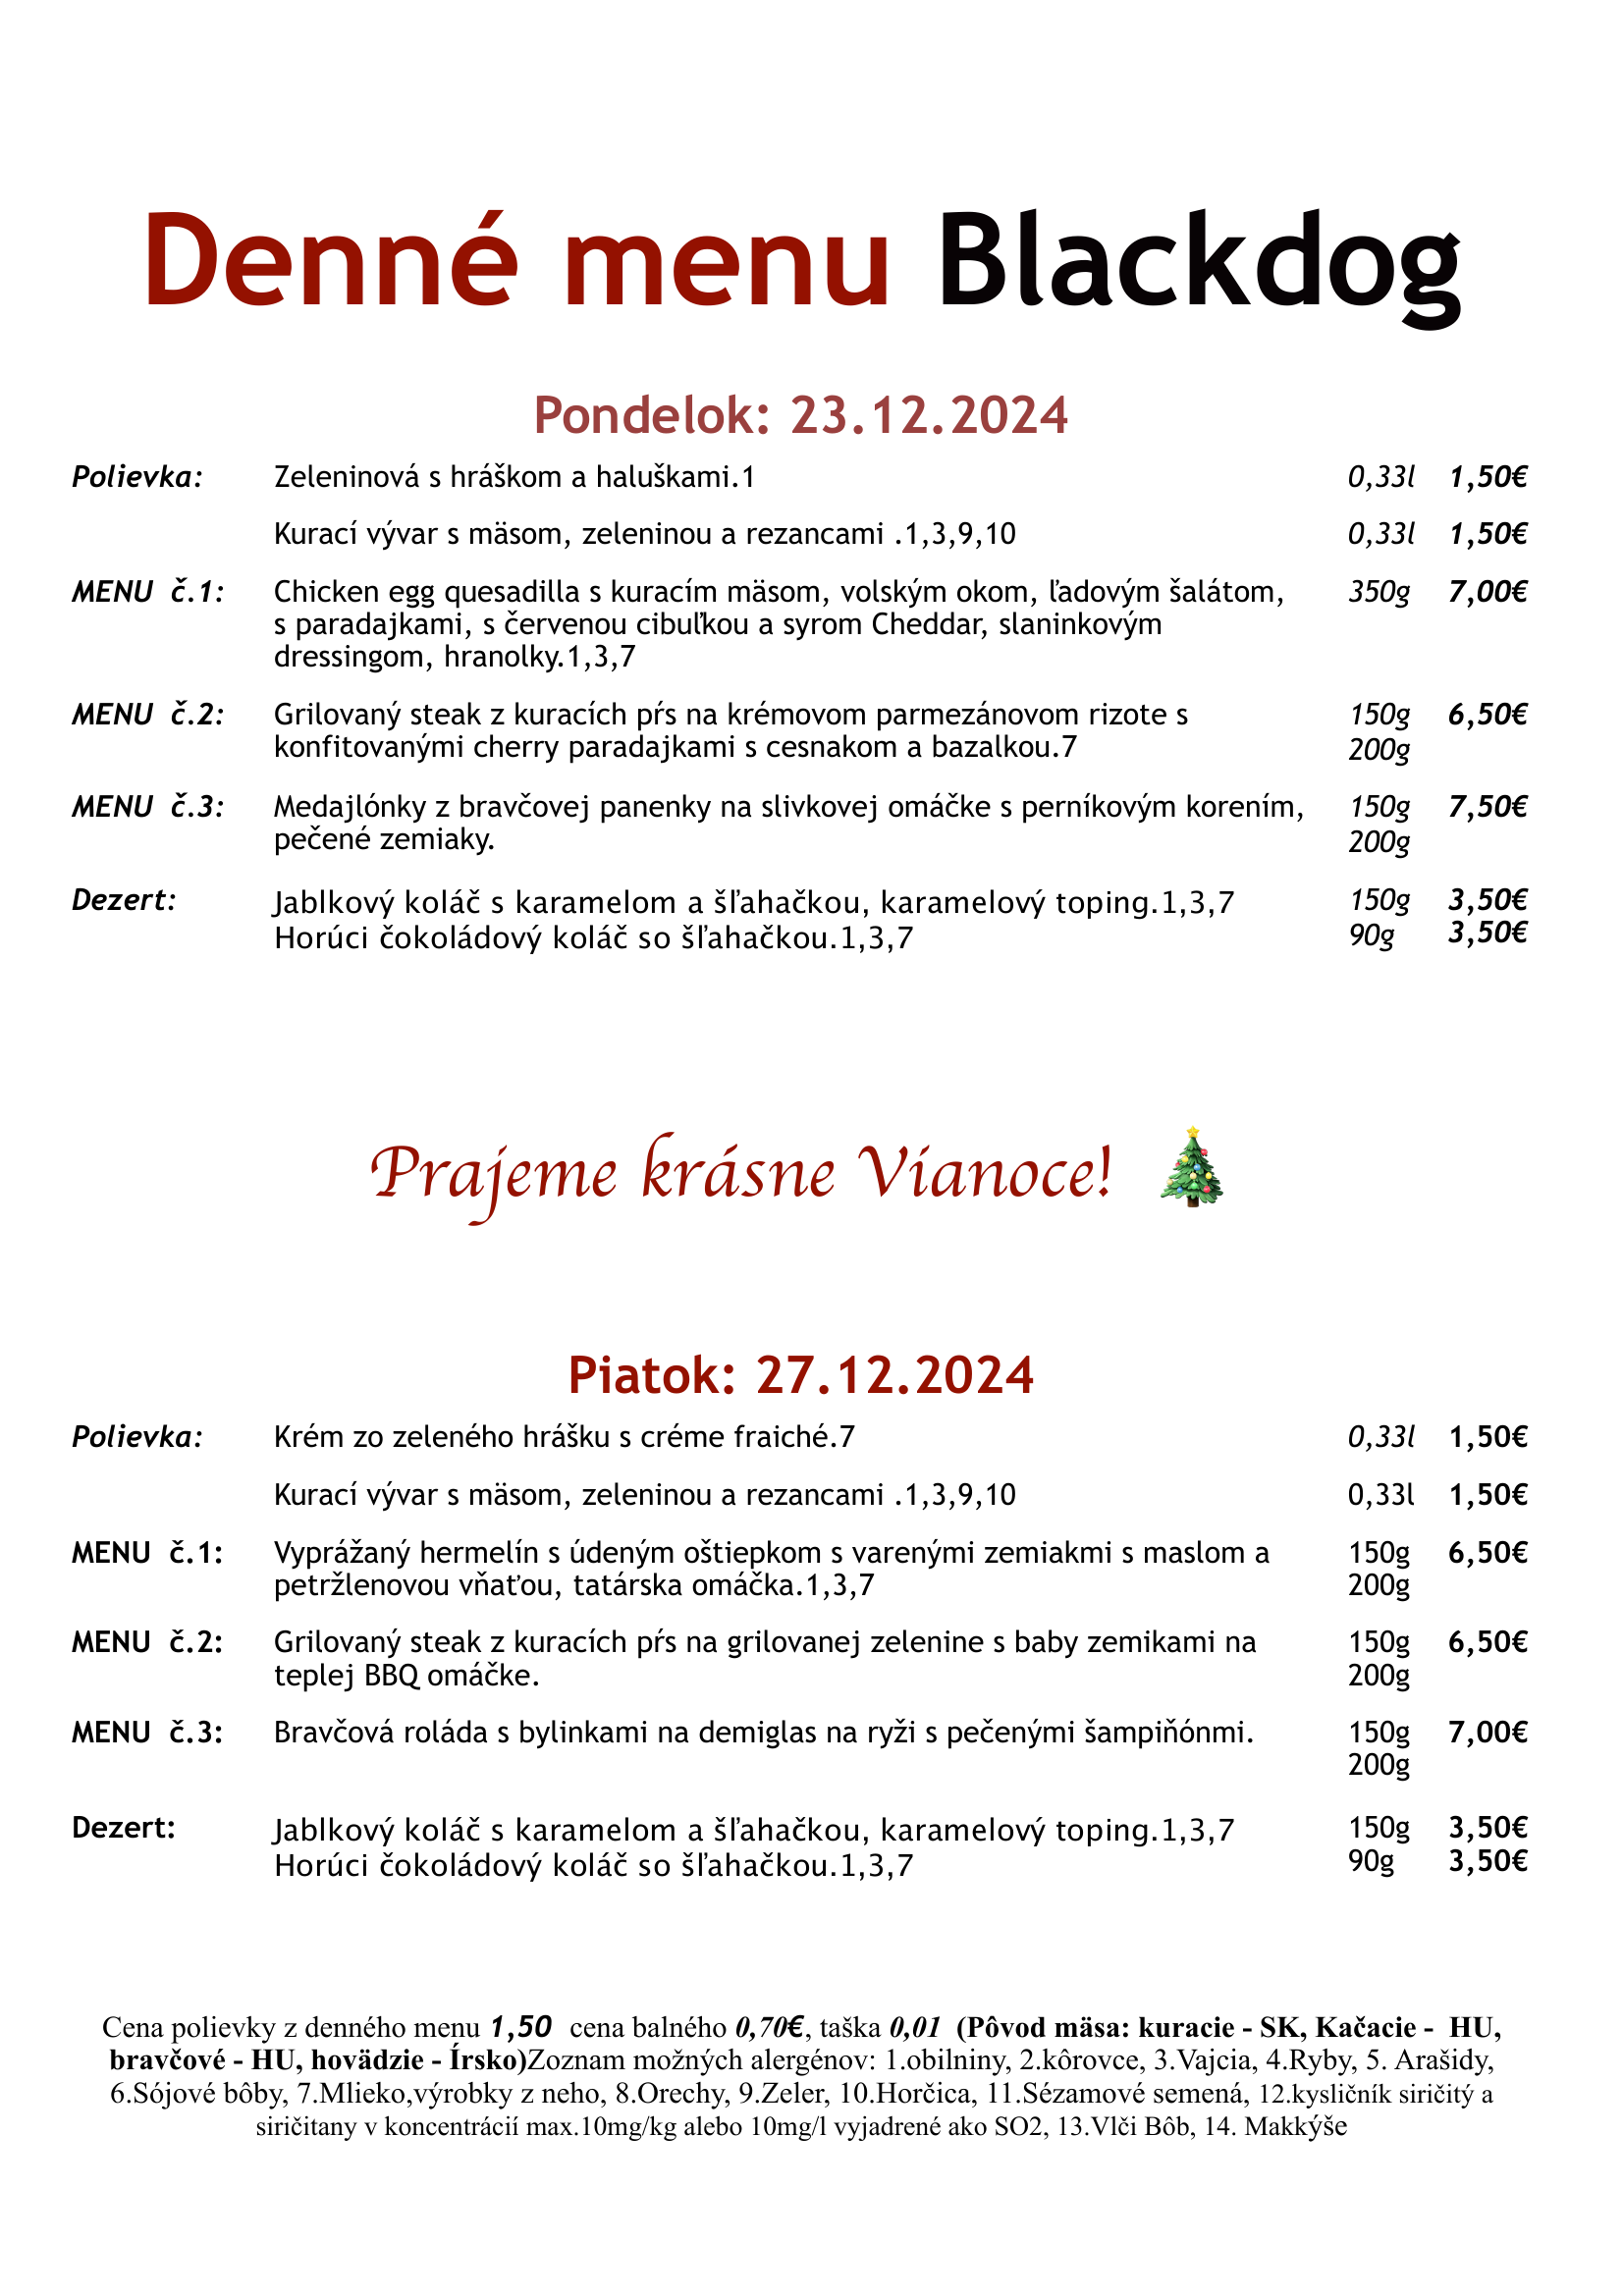 Denné menu Blackdog
Pondelok: 23.12.2024
Polievka: Zeleninová s hráškom a haluškami.1 0,33l 1,50€
Kurací vývar s mäsom, zeleninou a rezancami .1,3,9,10 0,33l 1,50€
MENU č.1: Chicken egg quesadilla s kuracím mäsom, volským okom, ľadovým šalátom, 350g 7,00€
s paradajkami, s červenou cibuľkou a syrom Cheddar, slaninkovým
dressingom, hranolky.1,3,7
MENU č.2: Grilovaný steak z kuracích pŕs na krémovom parmezánovom rizote s 150g 6,50€
konfitovanými cherry paradajkami s cesnakom a bazalkou.7 200g
MENU č.3: Medajlónky z bravčovej panenky na slivkovej omáčke s perníkovým korením, 150g 7,50€
pečené zemiaky. 200g
Dezert: Jablkový koláč s karamelom a šľahačkou, karamelový toping.1,3,7 150g 3,50€
Horúci čokoládový koláč so šľahačkou.1,3,7 90g 3,50€
Prajeme krásne Vianoce! 🎄
Piatok: 27.12.2024
Polievka: Krém zo zeleného hrášku s créme fraiché.7 0,33l 1,50€
Kurací vývar s mäsom, zeleninou a rezancami .1,3,9,10 0,33l 1,50€
MENU č.1: Vyprážaný hermelín s údeným oštiepkom s varenými zemiakmi s maslom a 150g 6,50€
petržlenovou vňaťou, tatárska omáčka.1,3,7 200g
MENU č.2: Grilovaný steak z kuracích pŕs na grilovanej zelenine s baby zemikami na 150g 6,50€
teplej BBQ omáčke. 200g
MENU č.3: Bravčová roláda s bylinkami na demiglas na ryži s pečenými šampiňónmi. 150g 7,00€
200g
Dezert: Jablkový koláč s karamelom a šľahačkou, karamelový toping.1,3,7 150g 3,50€
Horúci čokoládový koláč so šľahačkou.1,3,7 90g 3,50€
Cena polievky z denného menu 1,50 cena balného 0,70€, taška 0,01 (Pôvod mäsa: kuracie - SK, Kačacie - HU,
bravčové - HU, hovädzie - Írsko)Zoznam možných alergénov: 1.obilniny, 2.kôrovce, 3.Vajcia, 4.Ryby, 5. Arašidy,
6.Sójové bôby, 7.Mlieko,výrobky z neho, 8.Orechy, 9.Zeler, 10.Horčica, 11.Sézamové semená, 12.kysličník siričitý a
siričitany v koncentrácií max.10mg/kg alebo 10mg/l vyjadrené ako SO2, 13.Vlči Bôb, 14. Makkýše